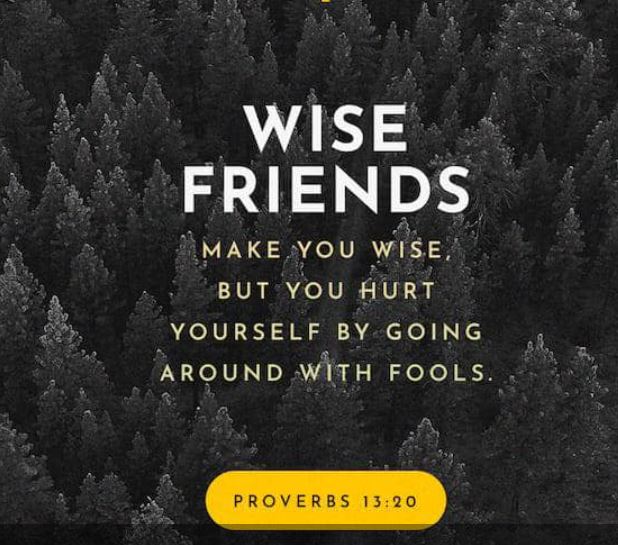 WISE
FRIENDS
MAKE YOU WISE,
BUT YOU HURT
YOURSELF BY GOING
AROUND WITH FOOLS.
PROVERBS 13:20